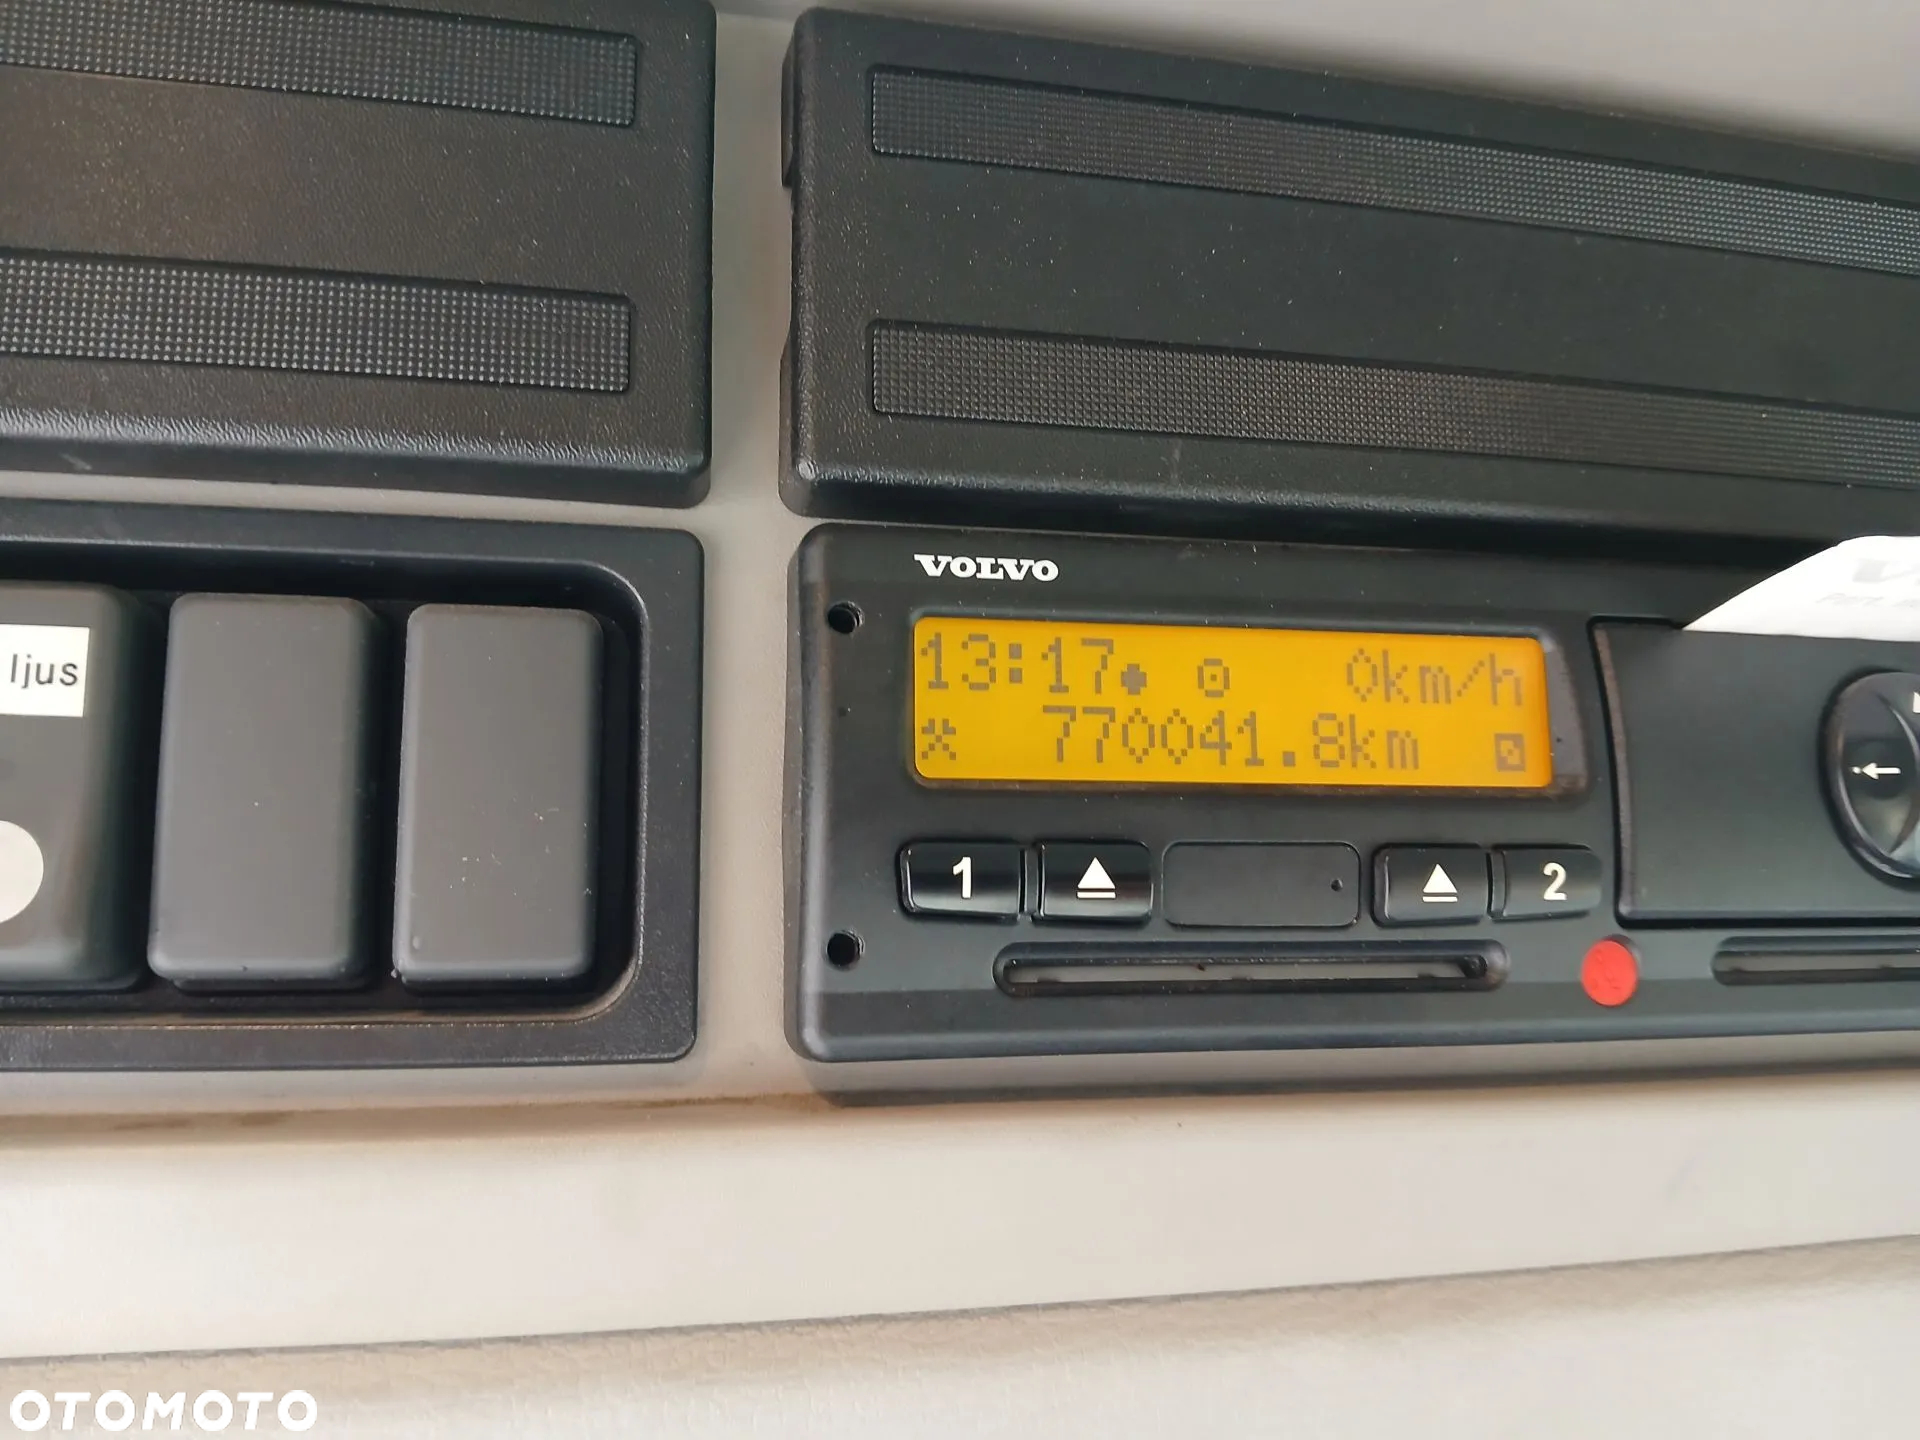 VOLVO
13:17 0km/h
770041.8km
ljus
1 2
OTOMOTO